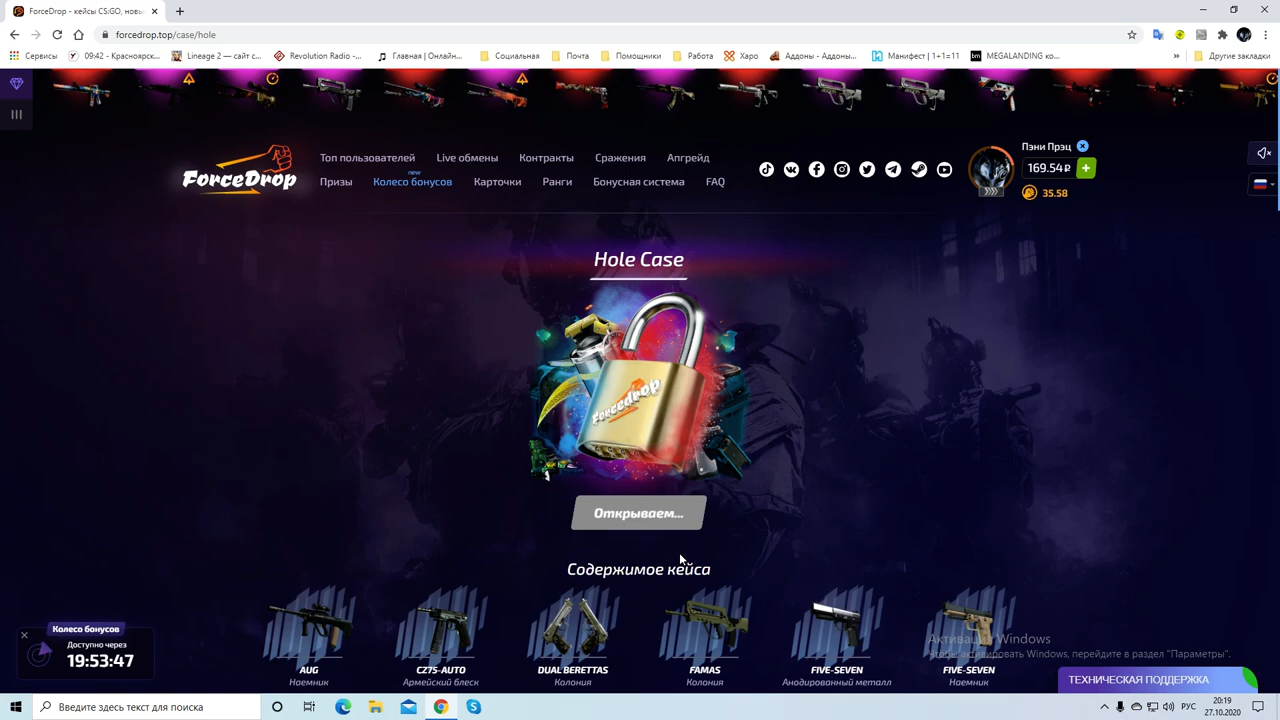 ForceDrop - кейсы CS:GO, новы
forcedrop.top/case/hole
Сервисы
09:42 - Красноярск...
Lineage 2 — сайт с...
Revolution Radio -...
Главная | Онлайн...
Социальная
Почта
Помощники
Работа
Харо
Аддоны - Аддоны...
Манифест | 1+1=11
MEGALANDING ко...
»
Другие закладки
ForceDrop
Топ пользователей
Live обмены
Контракты
Сражения
Апгрейд
Призы
new
Колесо бонусов
Карточки
Ранги
Бонусная система
FAQ
Пэни Прэц
169.54₽
35.58
Hole Case
Forcedrop
Открываем...
Содержимое кейса
AUG
Наемник
CZ75-AUTO
Армейский блеск
DUAL BERETTAS
Колония
FAMAS
Колония
FIVE-SEVEN
Анодированный металл
FIVE-SEVEN
Наемник
Колесо бонусов
Доступно через
19:53:47
Активация Windows
Чтобы активировать Windows, перейдите в раздел "Параметры".
ТЕХНИЧЕСКАЯ ПОДДЕРЖКА
Введите здесь текст для поиска
РУС
20:19
27.10.2020